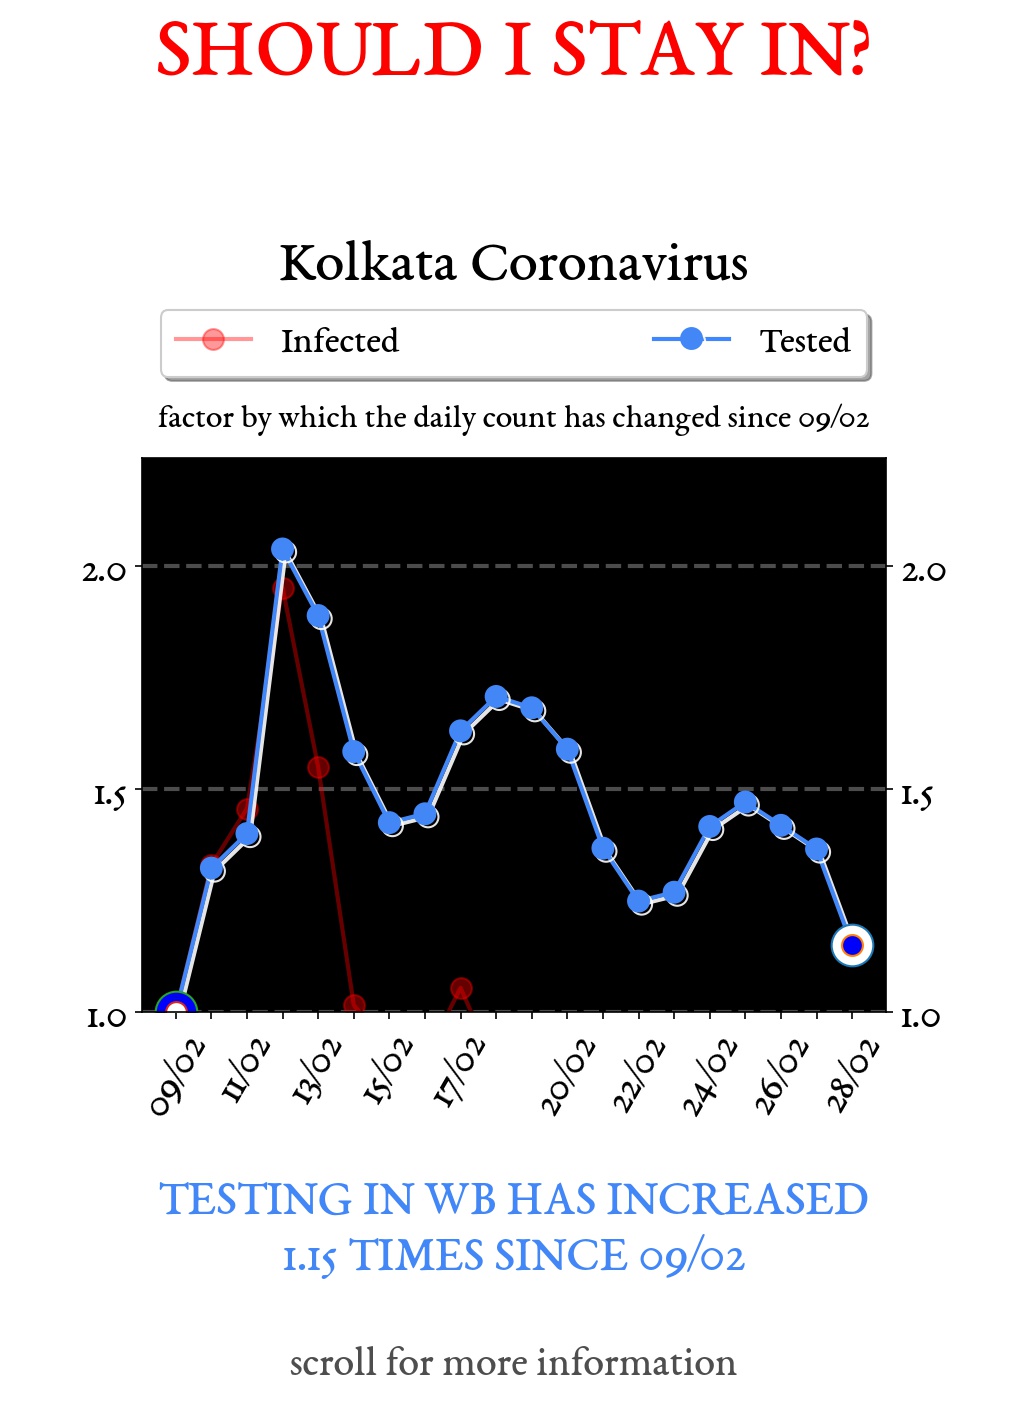 SHOULD I STAY IN?
Kolkata Coronavirus
Infected
Tested
factor by which the daily count has changed since 09/02
2.0
2.0
1.5
1.5
1.0
1.0
09/02
11/02
13/02
15/02
17/02
20/02
22/02
24/02
26/02
28/02
TESTING IN WB HAS INCREASED
1.15 TIMES SINCE 09/02
scroll for more information